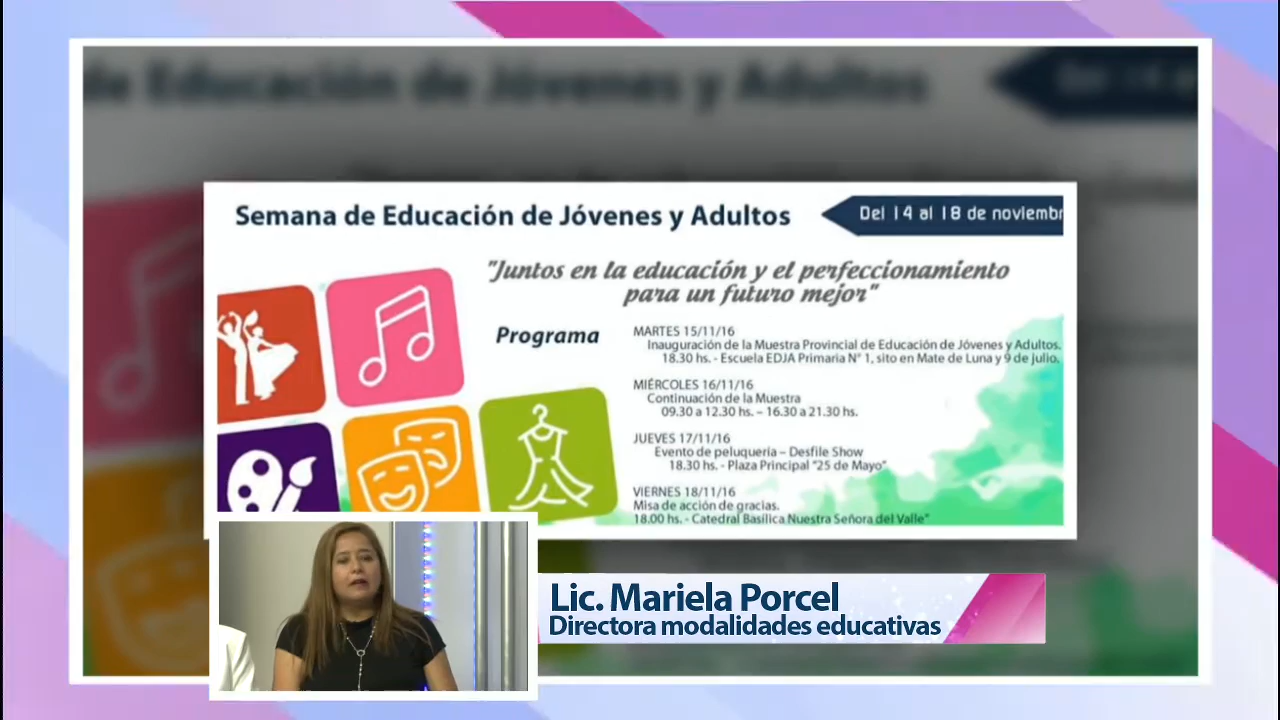 de Educación de Jóvenes y Adultos
Semana de Educación de Jóvenes y Adultos
Del 14 al 18 de noviembr
"Juntos en la educación y el perfeccionamiento
para un futuro mejor"
Programa
MARTES 15/11/16
Inauguración de la Muestra Provincial de Educación de Jóvenes y Adultos.
18.30 hs. - Escuela EDJA Primaria N° 1, sito en Mate de Luna y 9 de julio.
MIÉRCOLES 16/11/16
Continuación de la Muestra
09.30 a 12.30 hs. – 16.30 a 21.30 hs.
JUEVES 17/11/16
Evento de peluquería – Desfile Show
18.30 hs. - Plaza Principal "25 de Mayo"
VIERNES 18/11/16
Misa de acción de gracias.
18.00 hs. - Catedral Basílica Nuestra Señora del Valle"
Lic. Mariela Porcel
Directora modalidades educativas